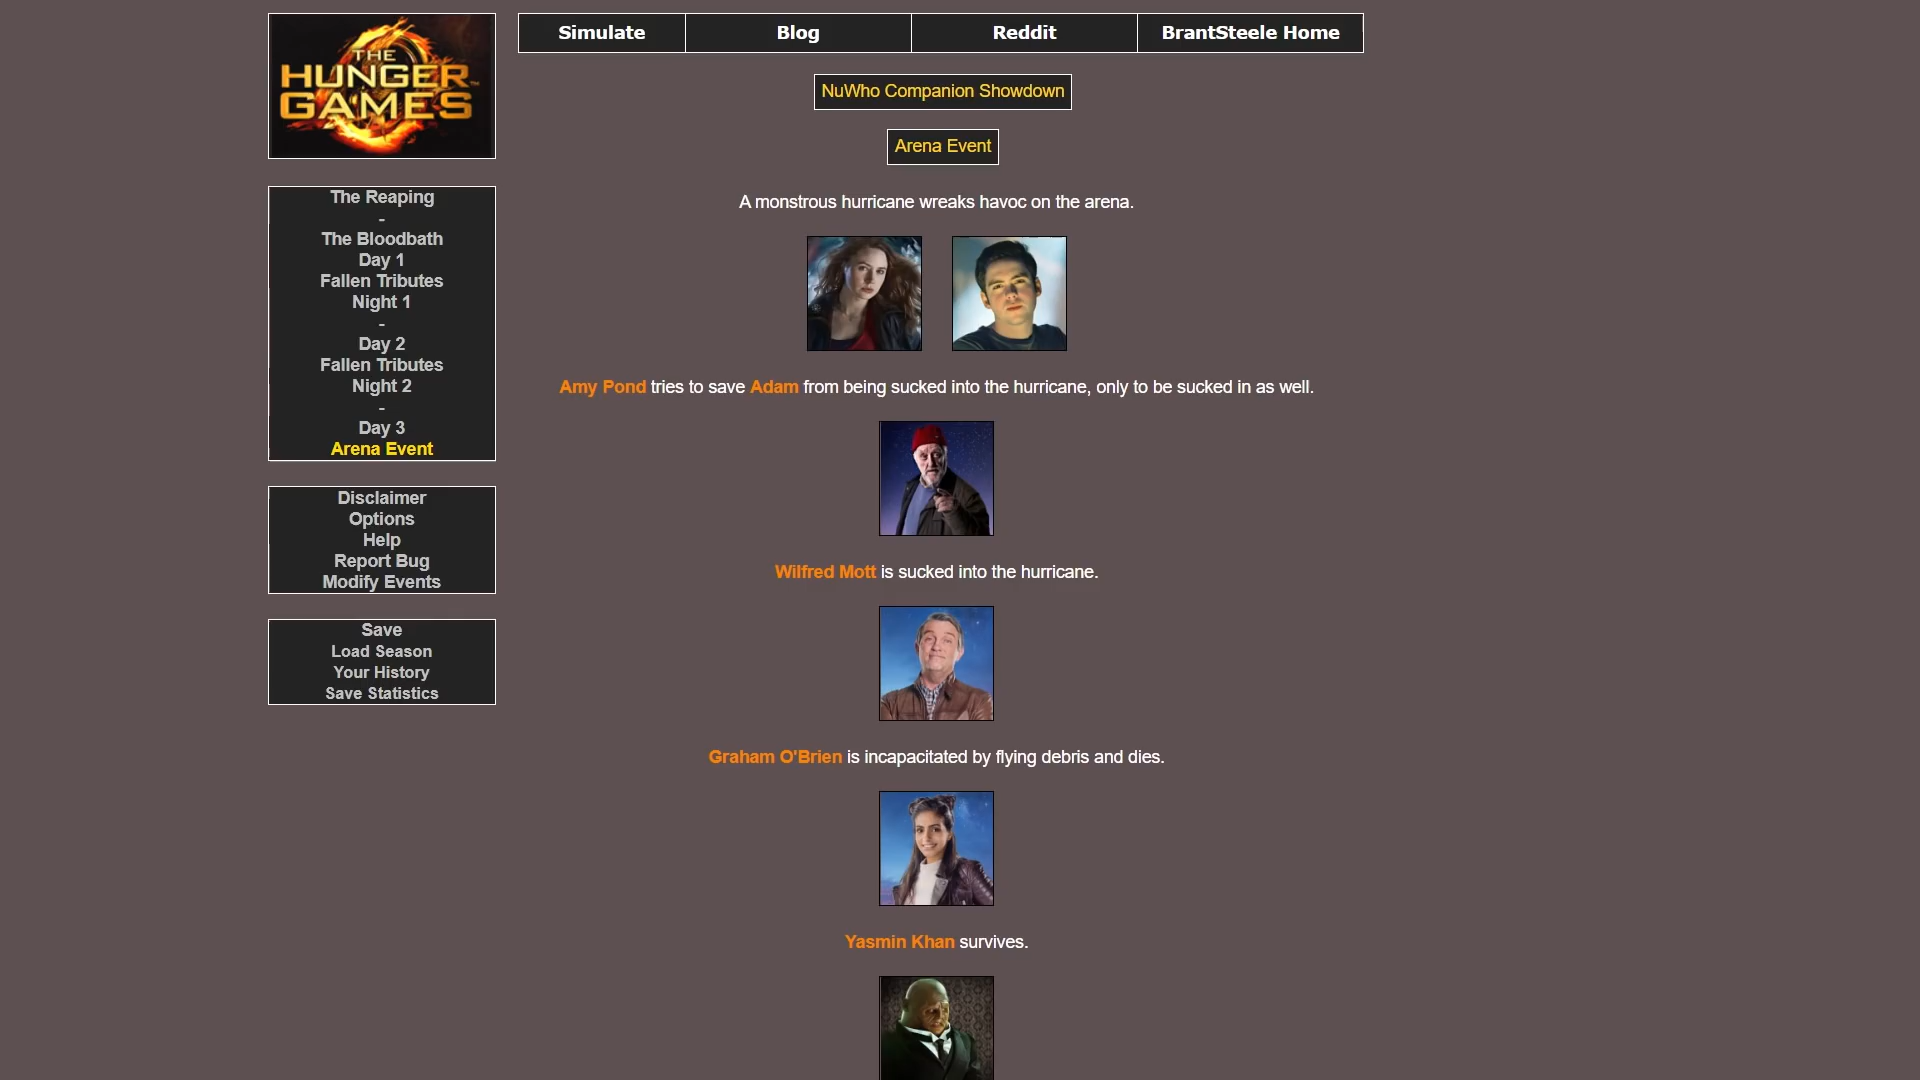 THE
HUNGER
GAMES
Simulate
Blog
Reddit
BrantSteele Home
The Reaping
-
The Bloodbath
Day 1
Fallen Tributes
Night 1
-
Day 2
Fallen Tributes
Night 2
-
Day 3
Arena Event
Disclaimer
Options
Help
Report Bug
Modify Events
Save
Load Season
Your History
Save Statistics
NuWho Companion Showdown
Arena Event
A monstrous hurricane wreaks havoc on the arena.
Amy Pond tries to save Adam from being sucked into the hurricane, only to be sucked in as well.
Wilfred Mott is sucked into the hurricane.
Graham O'Brien is incapacitated by flying debris and dies.
Yasmin Khan survives.